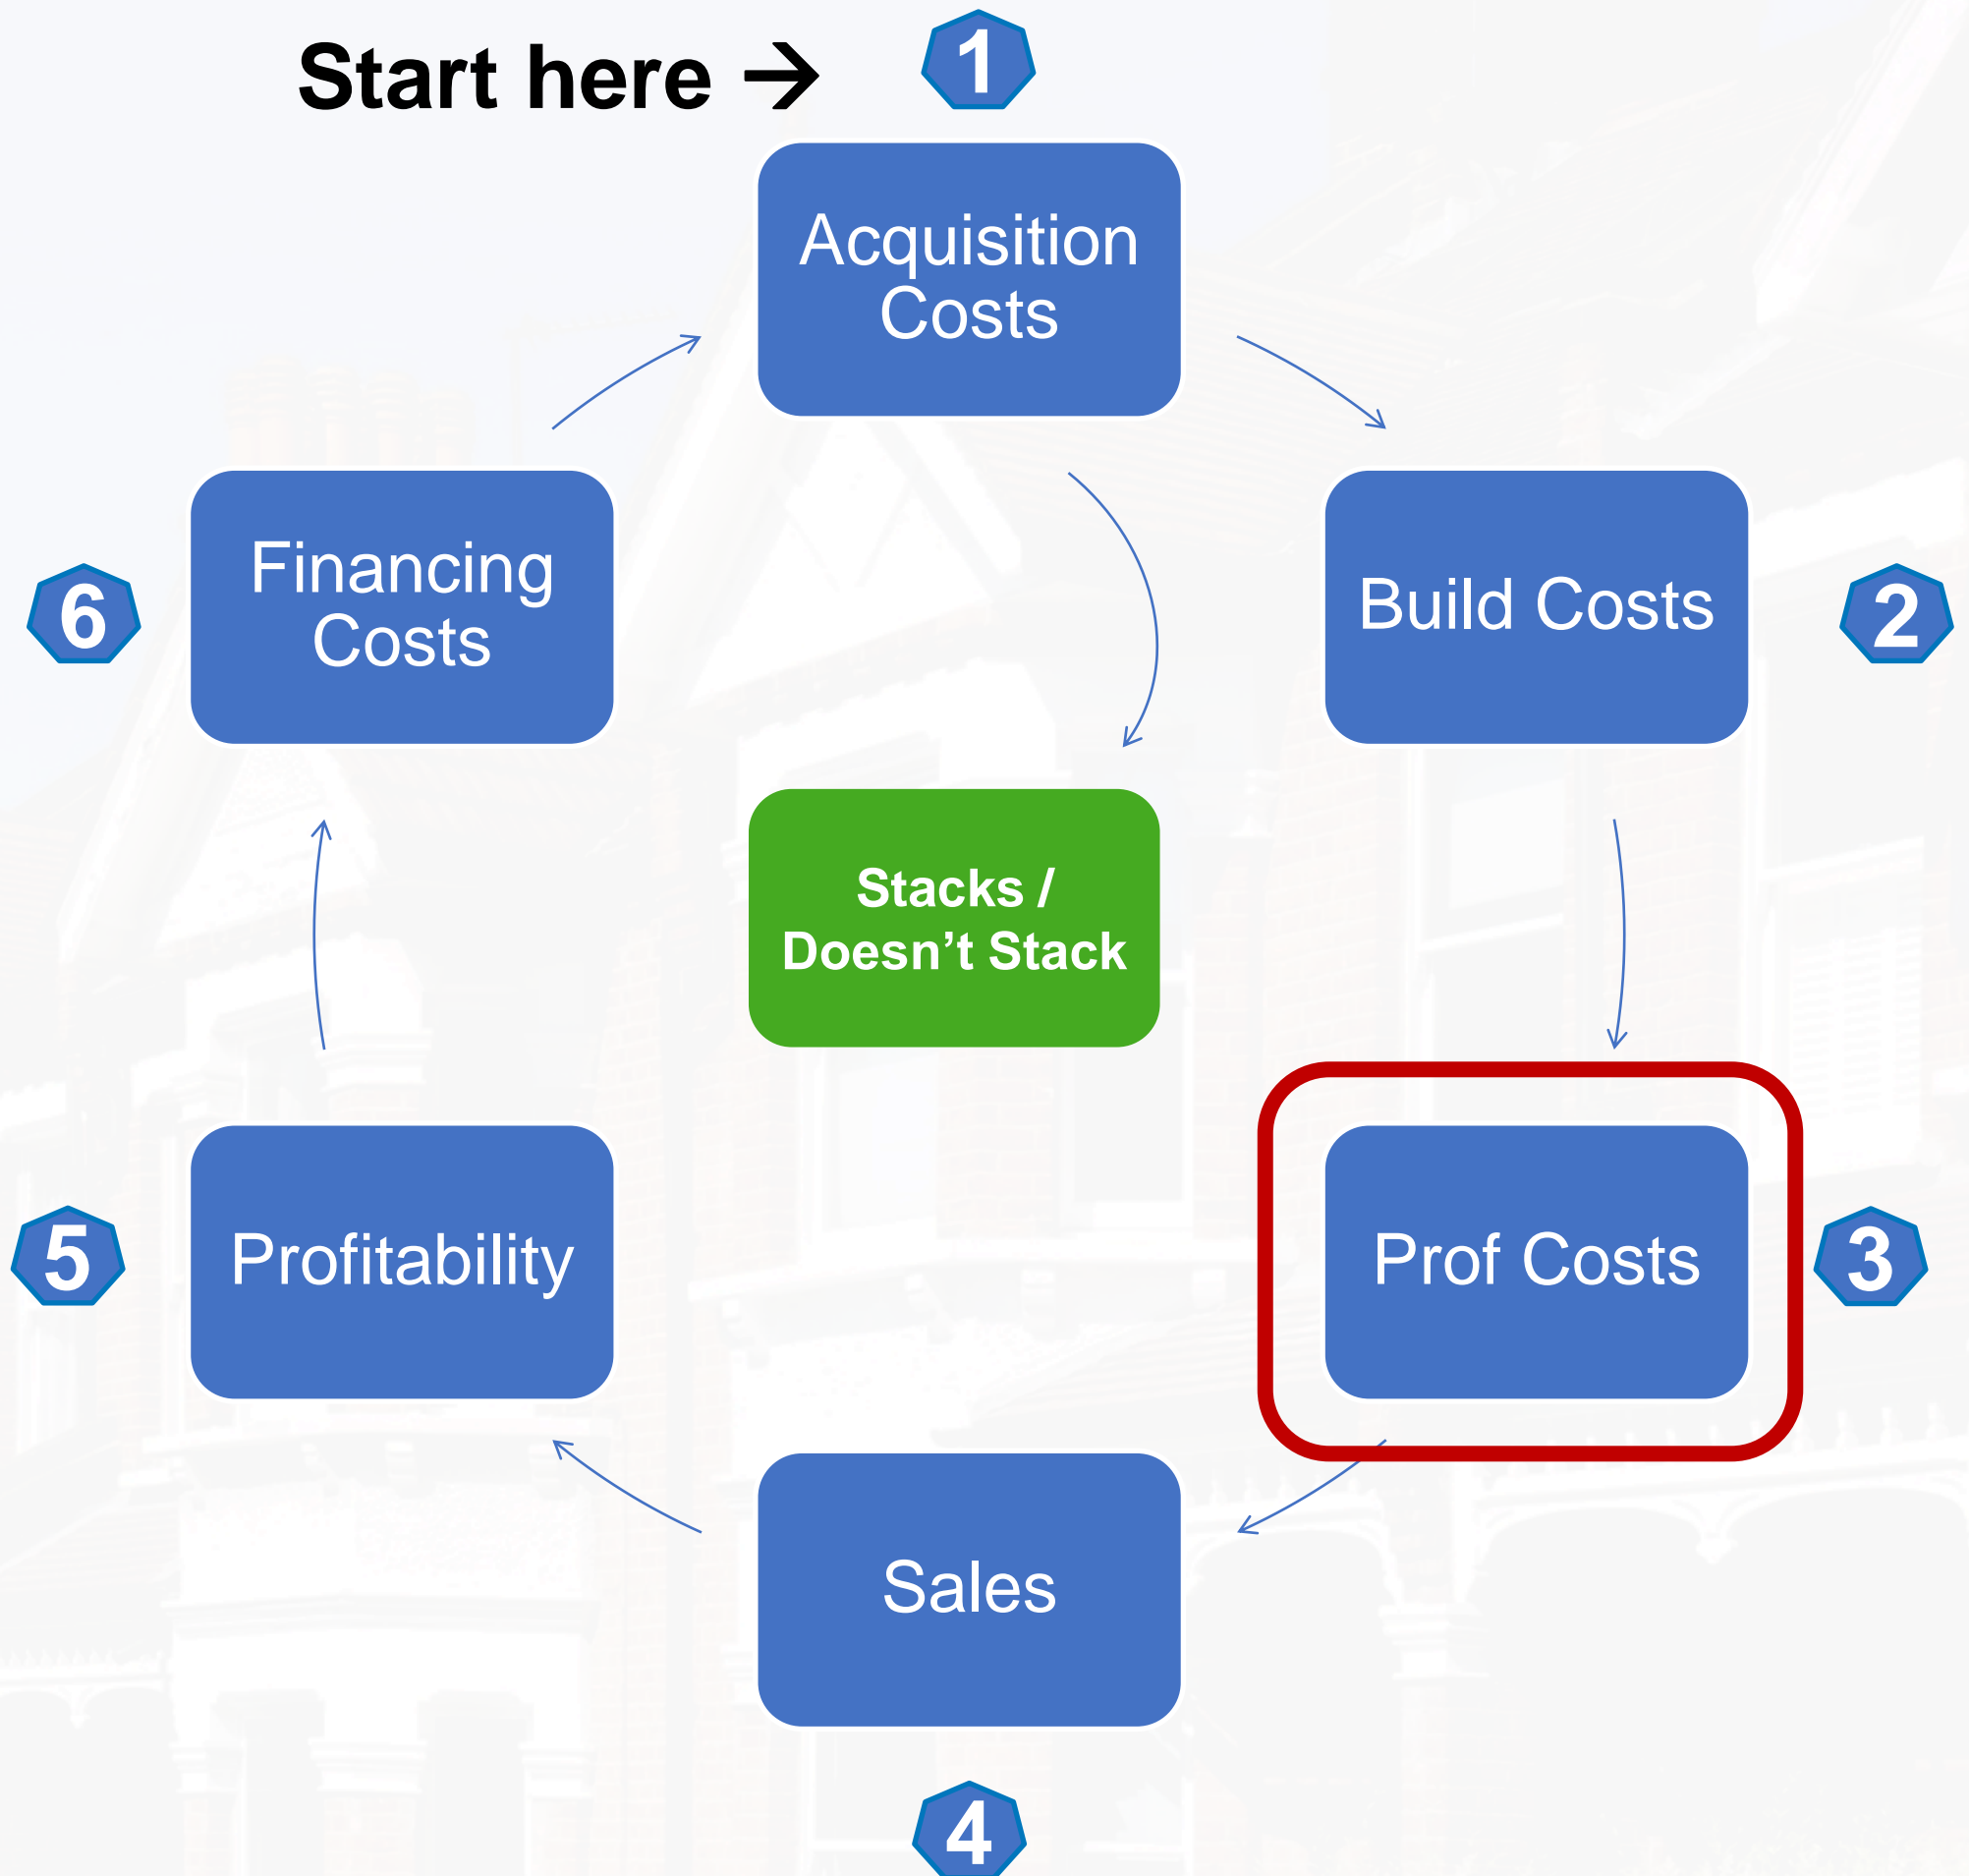 Start here →
1
Acquisition
Costs
Build Costs
2
Prof Costs
3
Sales
4
Profitability
5
Financing
Costs
6
Stacks /
Doesn’t Stack